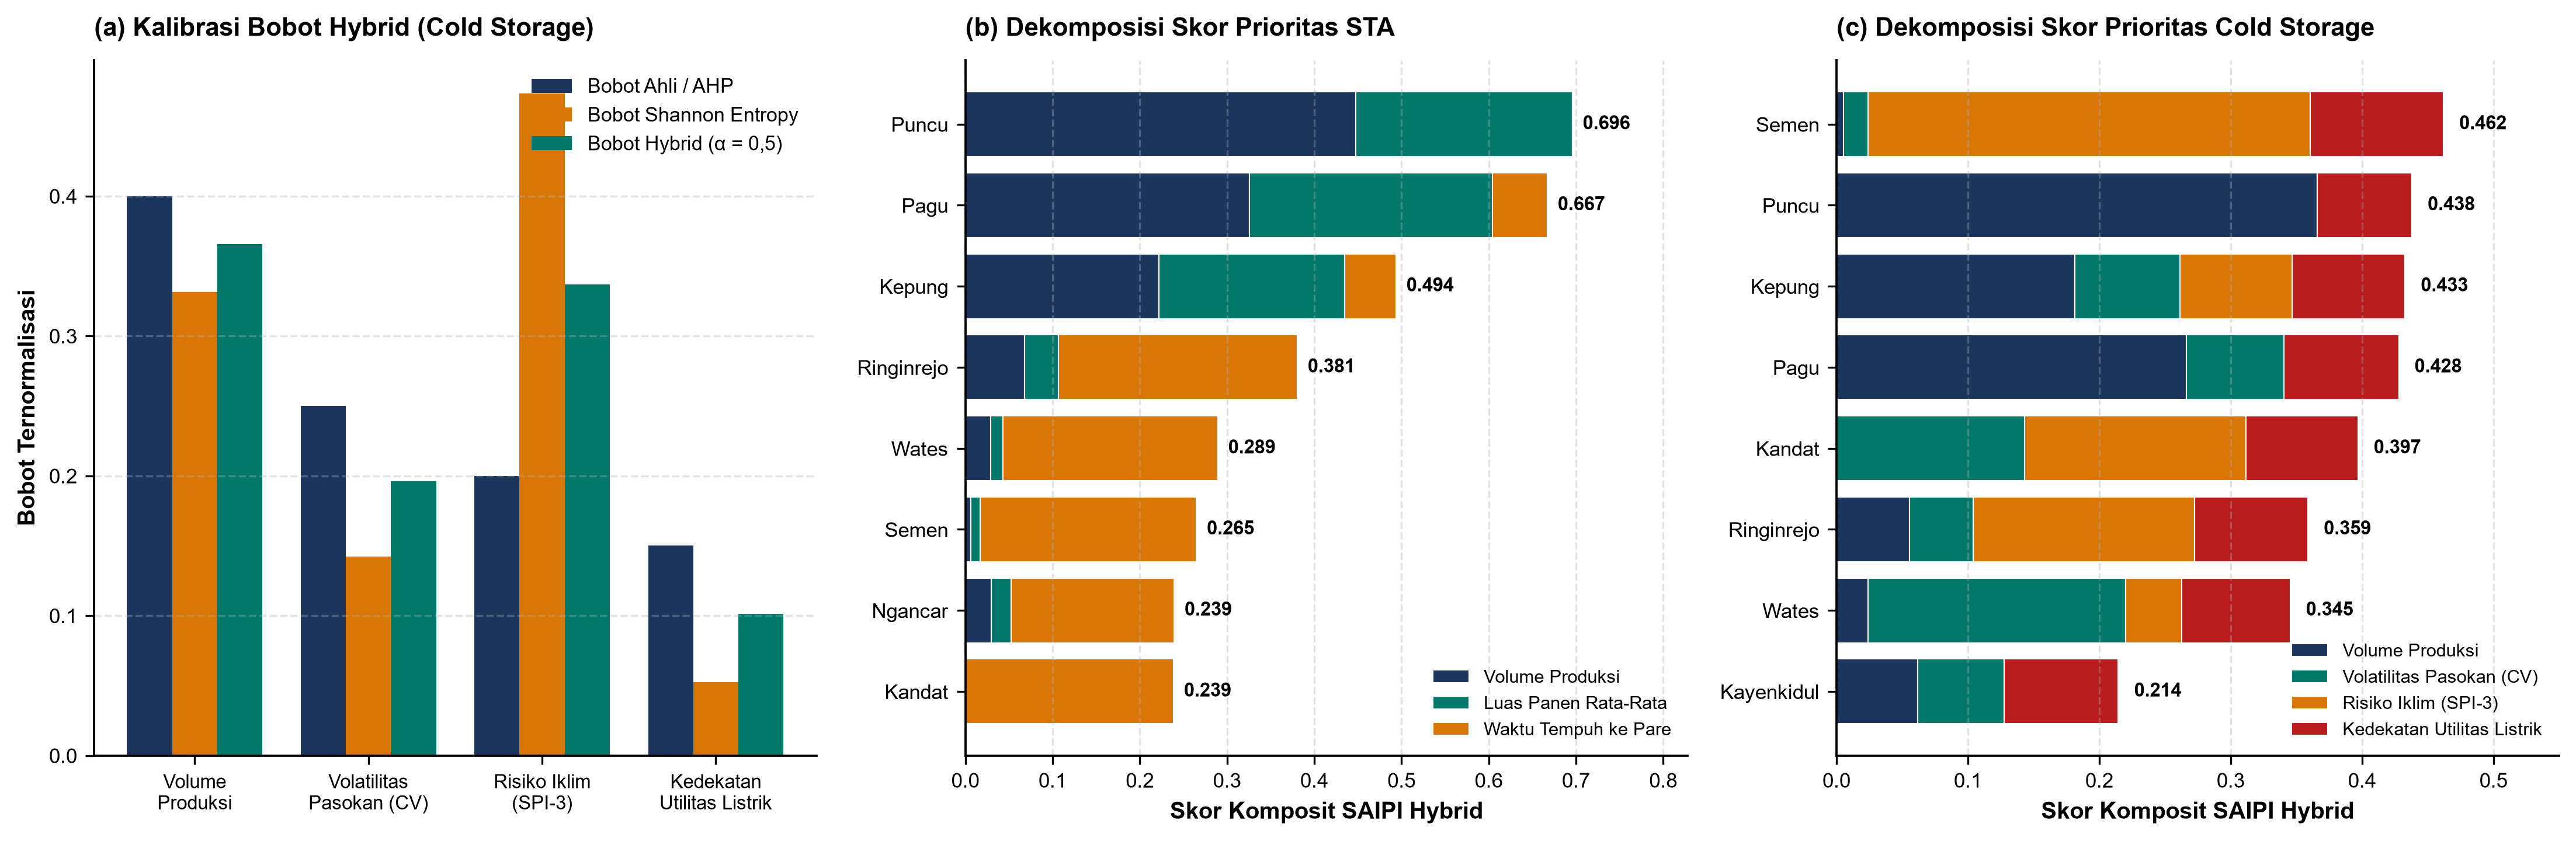 (a) Kalibrasi Bobot Hybrid (Cold Storage)
Bobot Ternormalisasi
0.4
0.3
0.2
0.1
0.0
Bobot Ahli / AHP
Bobot Shannon Entropy
Bobot Hybrid (α = 0,5)
Volume
Produksi
Volatilitas
Pasokan (CV)
Risiko Iklim
(SPI-3)
Kedekatan
Utilitas Listrik
(b) Dekomposisi Skor Prioritas STA
Puncu 0.696
Pagu 0.667
Kepung 0.494
Ringinrejo 0.381
Wates 0.289
Semen 0.265
Ngancar 0.239
Kandat 0.239
Volume Produksi
Luas Panen Rata-Rata
Waktu Tempuh ke Pare
0.0 0.1 0.2 0.3 0.4 0.5 0.6 0.7 0.8
Skor Komposit SAIPI Hybrid
(c) Dekomposisi Skor Prioritas Cold Storage
Semen 0.462
Puncu 0.438
Kepung 0.433
Pagu 0.428
Kandat 0.397
Ringinrejo 0.359
Wates 0.345
Kayenkidul 0.214
Volume Produksi
Volatilitas Pasokan (CV)
Risiko Iklim (SPI-3)
Kedekatan Utilitas Listrik
0.0 0.1 0.2 0.3 0.4 0.5
Skor Komposit SAIPI Hybrid